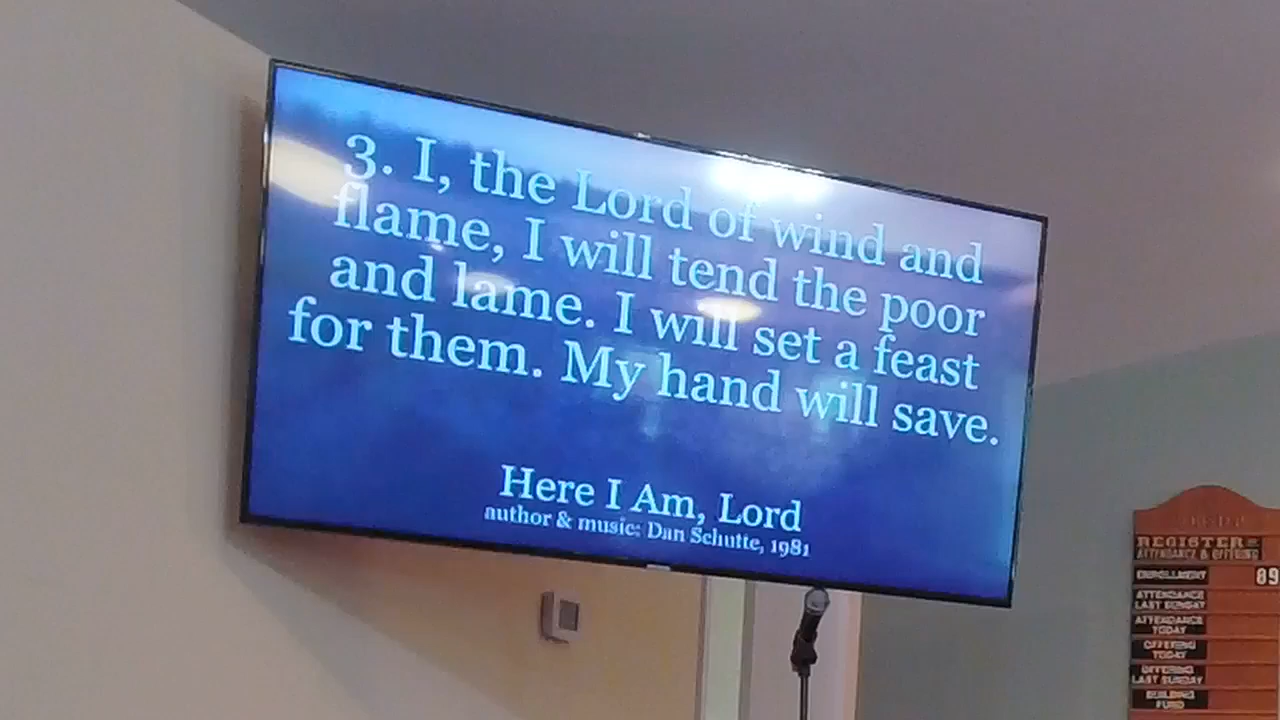 3. I, the Lord of wind and
flame, I will tend the poor
and lame. I will set a feast
for them. My hand will save.
Here I Am, Lord
author & music: Dan Schutte, 1981
REGISTER
ATTENDANCE & OFFERING
ENROLLMENT 89
ATTENDANCE
LAST SUNDAY
ATTENDANCE
TODAY
OFFERING
TODAY
OFFERING
LAST SUNDAY
BUILDING
FUND